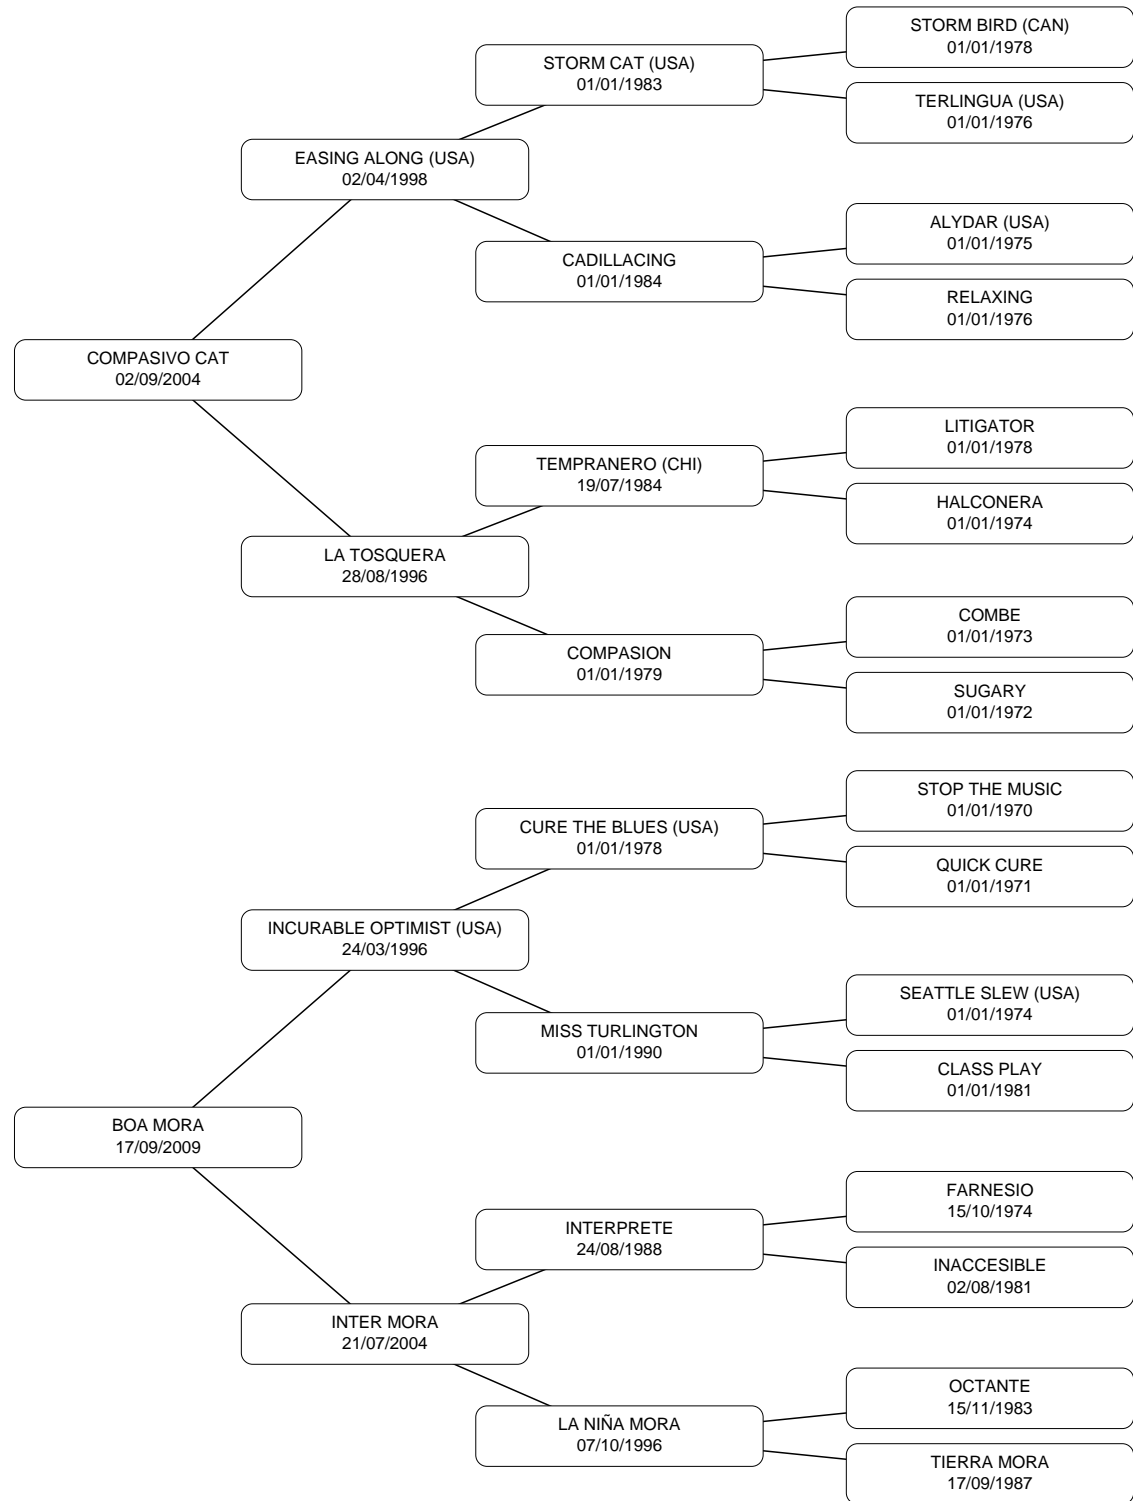 STORM BIRD (CAN)
01/01/1978
STORM CAT (USA)
01/01/1983
TERLINGUA (USA)
01/01/1976
EASING ALONG (USA)
02/04/1998
ALYDAR (USA)
01/01/1975
CADILLACING
01/01/1984
RELAXING
01/01/1976
COMPASIVO CAT
02/09/2004
LITIGATOR
01/01/1978
TEMPRANERO (CHI)
19/07/1984
HALCONERA
01/01/1974
LA TOSQUERA
28/08/1996
COMBE
01/01/1973
COMPASION
01/01/1979
SUGARY
01/01/1972
STOP THE MUSIC
01/01/1970
CURE THE BLUES (USA)
01/01/1978
QUICK CURE
01/01/1971
INCURABLE OPTIMIST (USA)
24/03/1996
SEATTLE SLEW (USA)
01/01/1974
MISS TURLINGTON
01/01/1990
CLASS PLAY
01/01/1981
BOA MORA
17/09/2009
FARNESIO
15/10/1974
INTERPRETE
24/08/1988
INACCESIBLE
02/08/1981
INTER MORA
21/07/2004
OCTANTE
15/11/1983
LA NIÑA MORA
07/10/1996
TIERRA MORA
17/09/1987